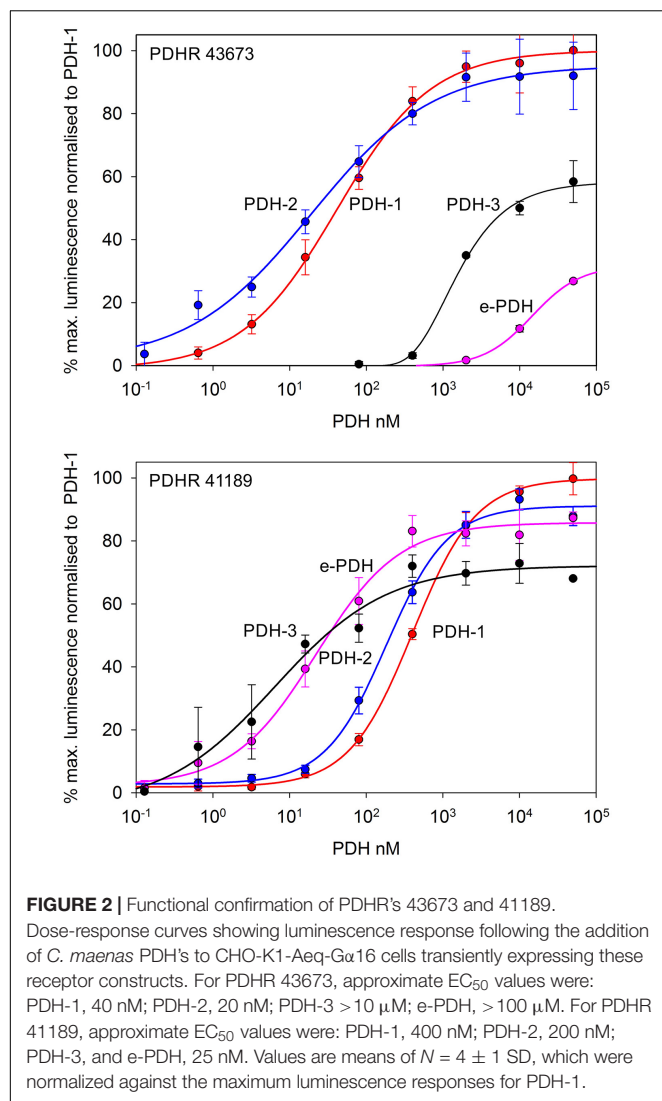 PDHR 43673
% max. luminescence normalised to PDH-1
100
80
60
40
20
0
PDH-2
PDH-1
PDH-3
e-PDH
10-1
100
101
102
103
104
105
PDH nM
PDHR 41189
% max. luminescence normalised to PDH-1
100
80
60
40
20
0
e-PDH
PDH-3
PDH-2
PDH-1
10-1
100
101
102
103
104
105
PDH nM
FIGURE 2 | Functional confirmation of PDHR's 43673 and 41189.
Dose-response curves showing luminescence response following the addition
of C. maenas PDH's to CHO-K1-Aeq-Gα16 cells transiently expressing these
receptor constructs. For PDHR 43673, approximate EC50 values were:
PDH-1, 40 nM; PDH-2, 20 nM; PDH-3 >10 μM; e-PDH, >100 μM. For PDHR
41189, approximate EC50 values were: PDH-1, 400 nM; PDH-2, 200 nM;
PDH-3, and e-PDH, 25 nM. Values are means of N = 4 ± 1 SD, which were
normalized against the maximum luminescence responses for PDH-1.